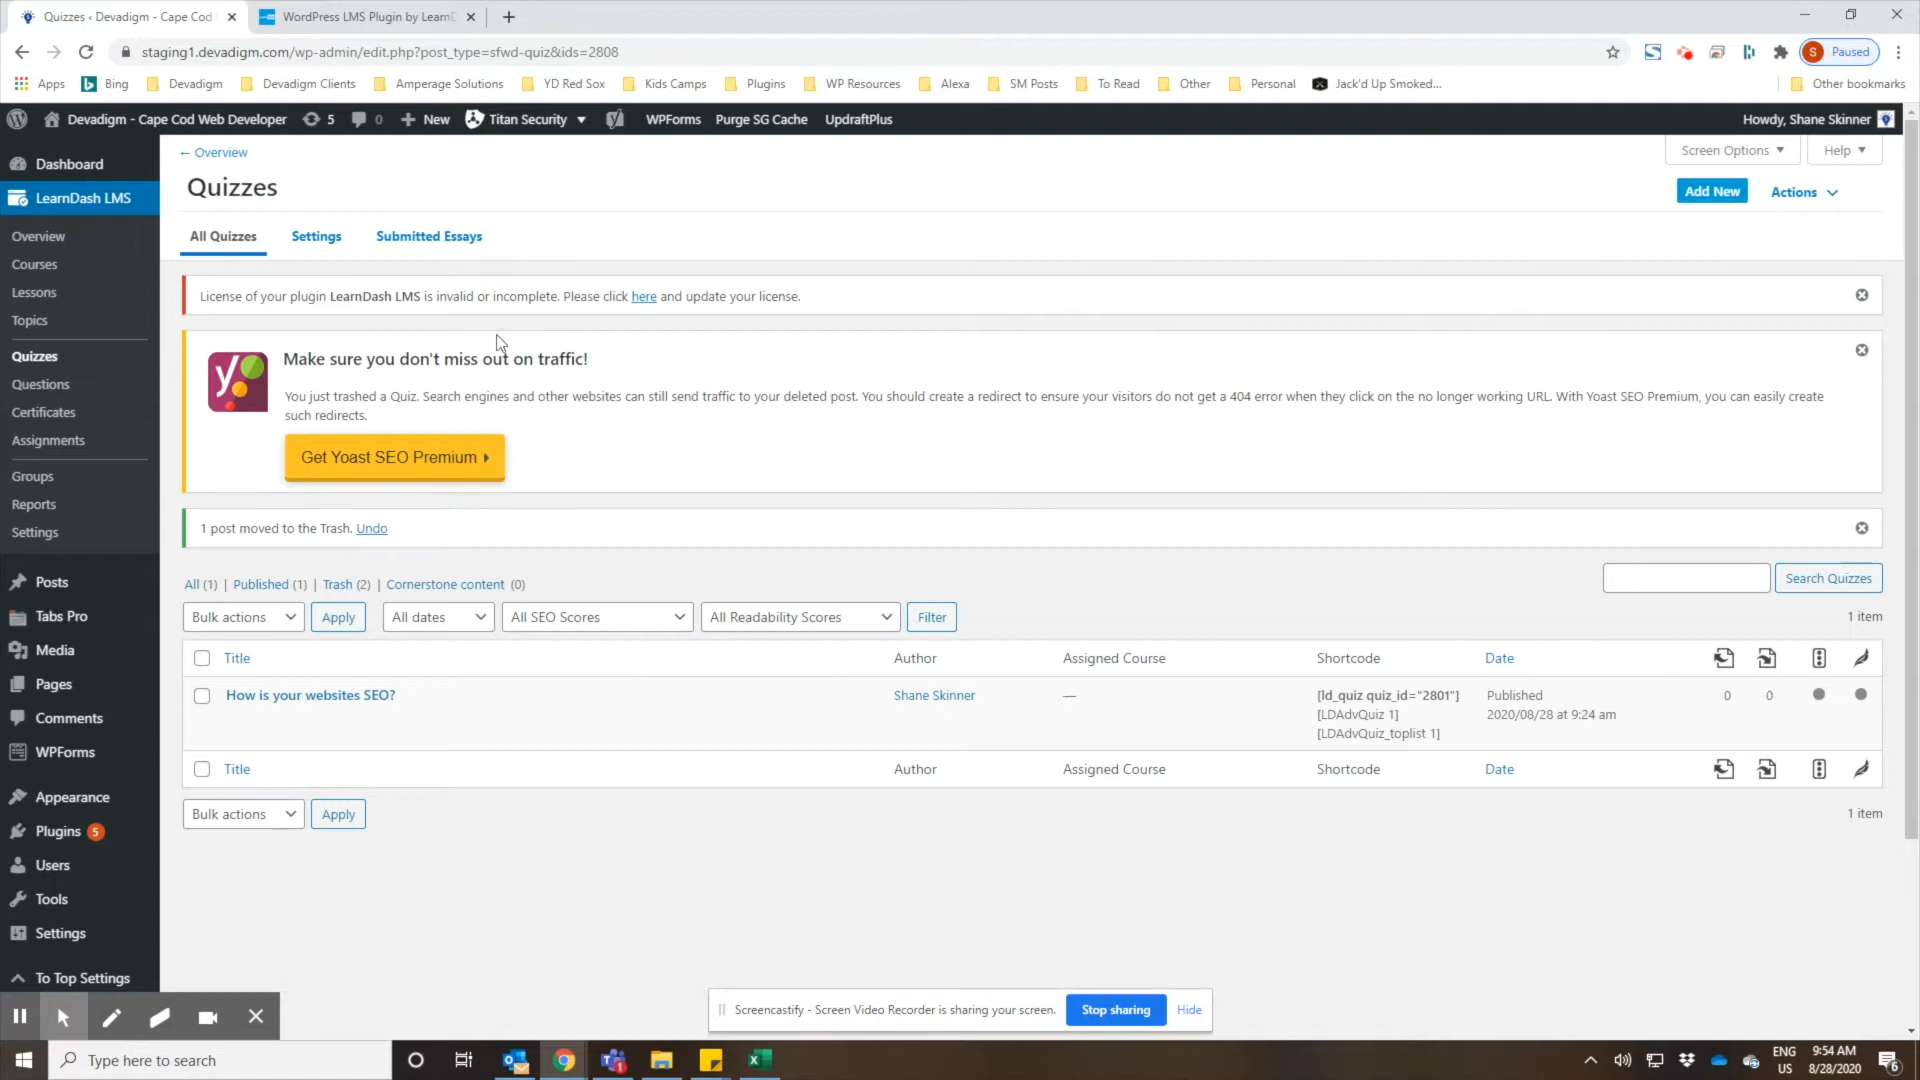 Quizzes ‹ Devadigm - Cape Cod
WordPress LMS Plugin by LearnD
staging1.devadigm.com/wp-admin/edit.php?post_type=sfwd-quiz&ids=2808
S Paused
Apps Bing Devadigm Devadigm Clients Amperage Solutions YD Red Sox Kids Camps Plugins WP Resources Alexa SM Posts To Read Other Personal Jack'd Up Smoked... Other bookmarks
Devadigm - Cape Cod Web Developer 5 0 New Titan Security WPForms Purge SG Cache UpdraftPlus Howdy, Shane Skinner
Dashboard
LearnDash LMS
Overview
Courses
Lessons
Topics
Quizzes
Questions
Certificates
Assignments
Groups
Reports
Settings
Posts
Tabs Pro
Media
Pages
Comments
WPForms
Appearance
Plugins 5
Users
Tools
Settings
To Top Settings
← Overview
Screen Options Help
Quizzes
Add New Actions
All Quizzes Settings Submitted Essays
License of your plugin LearnDash LMS is invalid or incomplete. Please click here and update your license.
Make sure you don't miss out on traffic!
You just trashed a Quiz. Search engines and other websites can still send traffic to your deleted post. You should create a redirect to ensure your visitors do not get a 404 error when they click on the no longer working URL. With Yoast SEO Premium, you can easily create
such redirects.
Get Yoast SEO Premium
1 post moved to the Trash. Undo
All (1) | Published (1) | Trash (2) | Cornerstone content (0)
Search Quizzes
Bulk actions Apply All dates All SEO Scores All Readability Scores Filter 1 item
Title Author Assigned Course Shortcode Date
How is your websites SEO? Shane Skinner — [ld_quiz quiz_id="2801"] Published 0 0
[LDAdvQuiz 1] 2020/08/28 at 9:24 am
[LDAdvQuiz_toplist 1]
Title Author Assigned Course Shortcode Date
Bulk actions Apply 1 item
Screencastify - Screen Video Recorder is sharing your screen. Stop sharing Hide
Type here to search
ENG
US
9:54 AM
8/28/2020
6